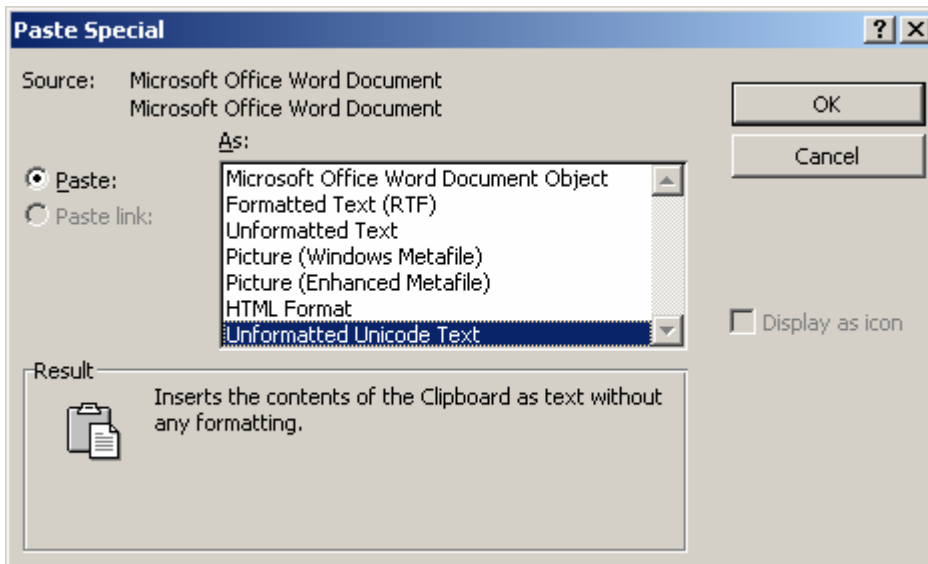 Paste Special
Source: Microsoft Office Word Document
Microsoft Office Word Document
As:
Paste:
Paste link:
Microsoft Office Word Document Object
Formatted Text (RTF)
Unformatted Text
Picture (Windows Metafile)
Picture (Enhanced Metafile)
HTML Format
Unformatted Unicode Text
OK
Cancel
Display as icon
Result
Inserts the contents of the Clipboard as text without
any formatting.